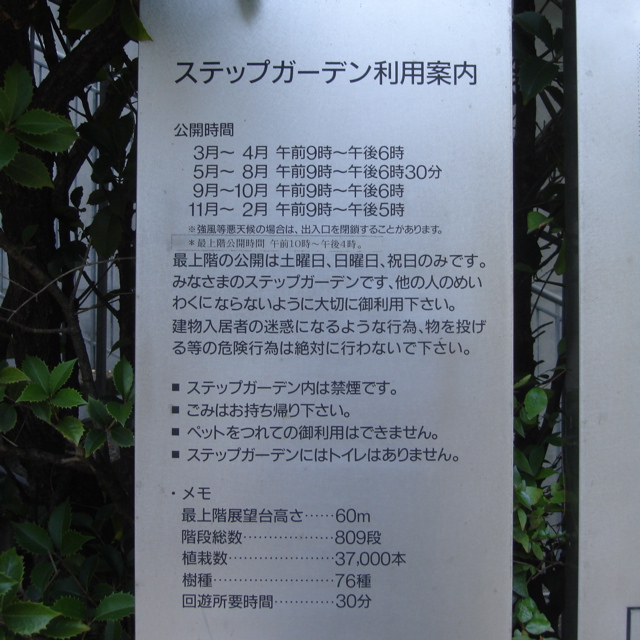 ステップガーデン利用案内
公開時間
3月～ 4月 午前9時～午後6時
5月～ 8月 午前9時～午後6時30分
9月～10月 午前9時～午後6時
11月～ 2月 午前9時～午後5時
※強風等悪天候の場合は、出入口を閉鎖することがあります。
＊最上階公開時間 午前10時～午後4時。
最上階の公開は土曜日、日曜日、祝日のみです。
みなさまのステップガーデンです、他の人のめい
わくにならないように大切に御利用下さい。
建物入居者の迷惑になるような行為、物を投げ
る等の危険行為は絶対に行わないで下さい。
■ ステップガーデン内は禁煙です。
■ ごみはお持ち帰り下さい。
■ ペットをつれての御利用はできません。
■ ステップガーデンにはトイレはありません。
・メモ
最上階展望台高さ……60m
階段総数………………809段
植栽数…………………37,000本
樹種……………………76種
回遊所要時間…………30分